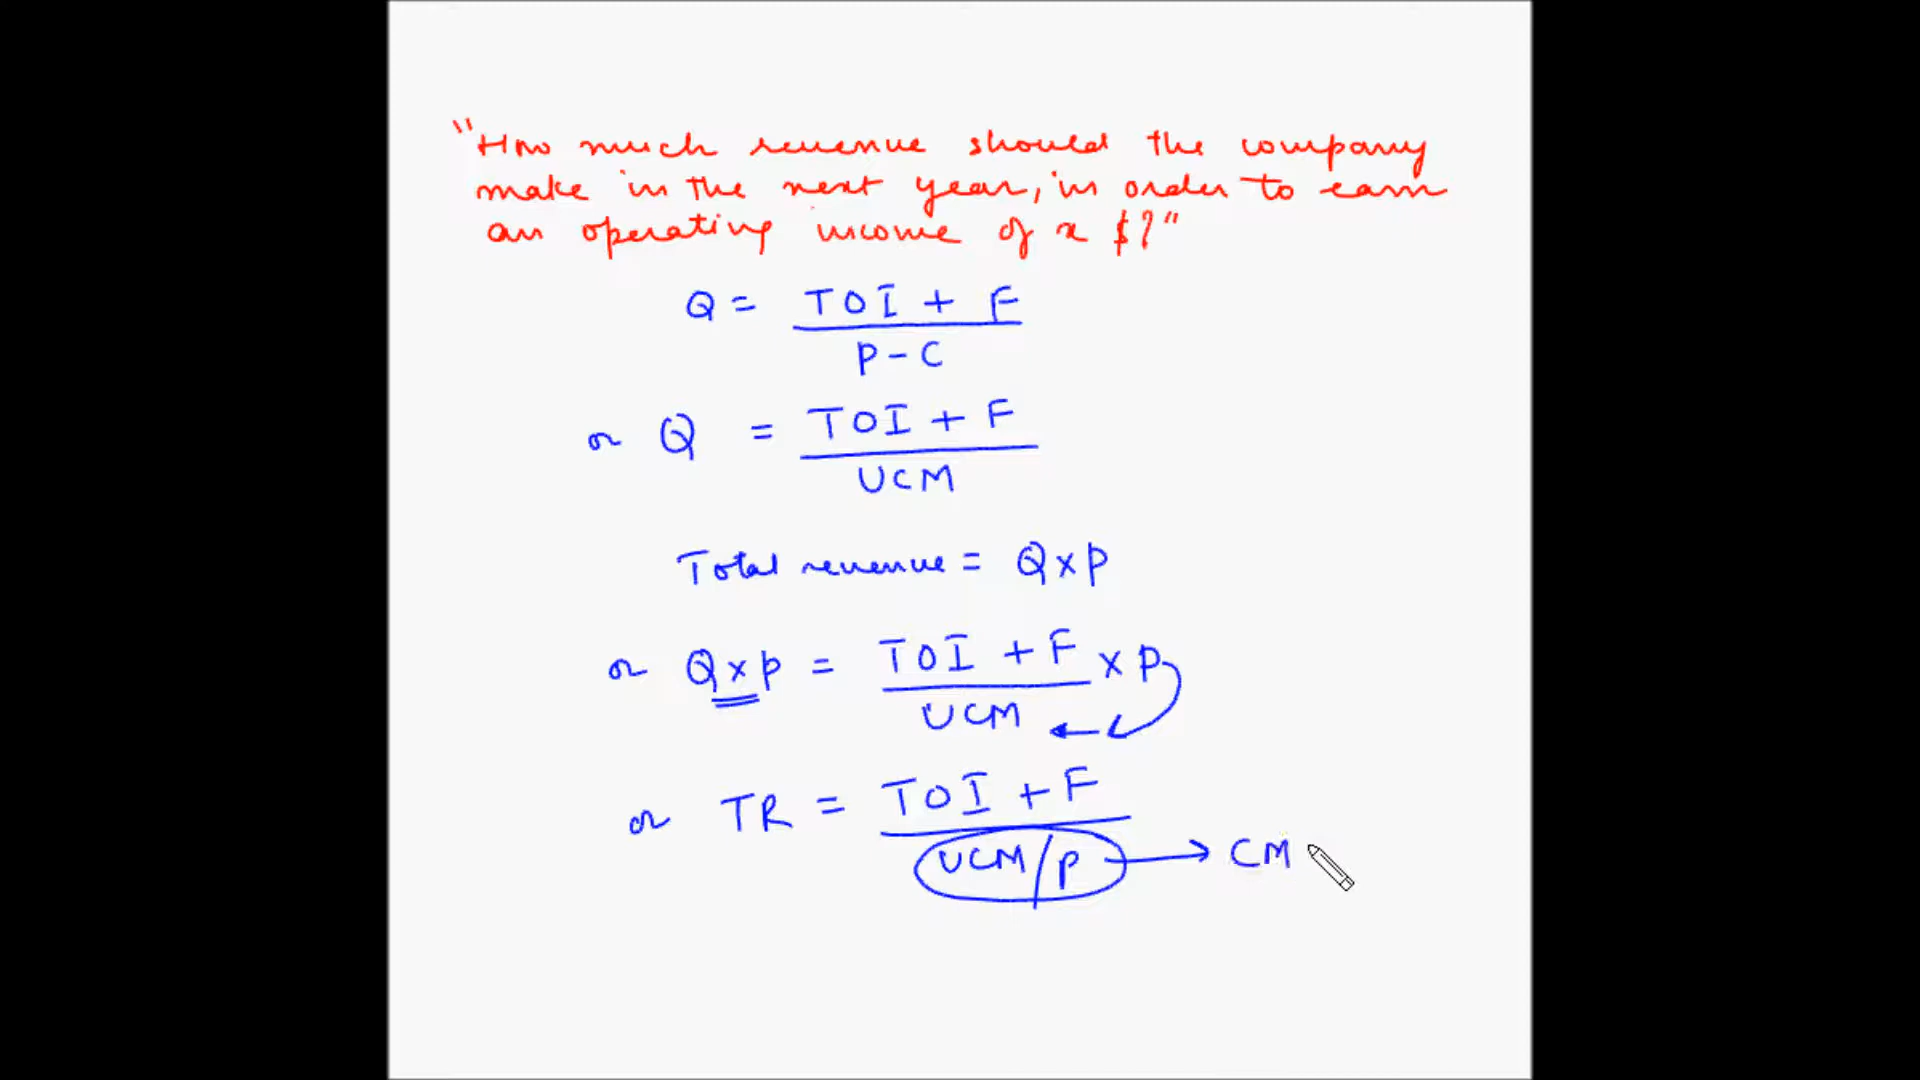 "How much revenue should the company
make in the next year, in order to earn
an operating income of x $?"
Q = TOI + F
P - C
or Q = TOI + F
UCM
Total revenue = Q x P
or Q x P = TOI + F x P
UCM
or TR = TOI + F
UCM/P → CM